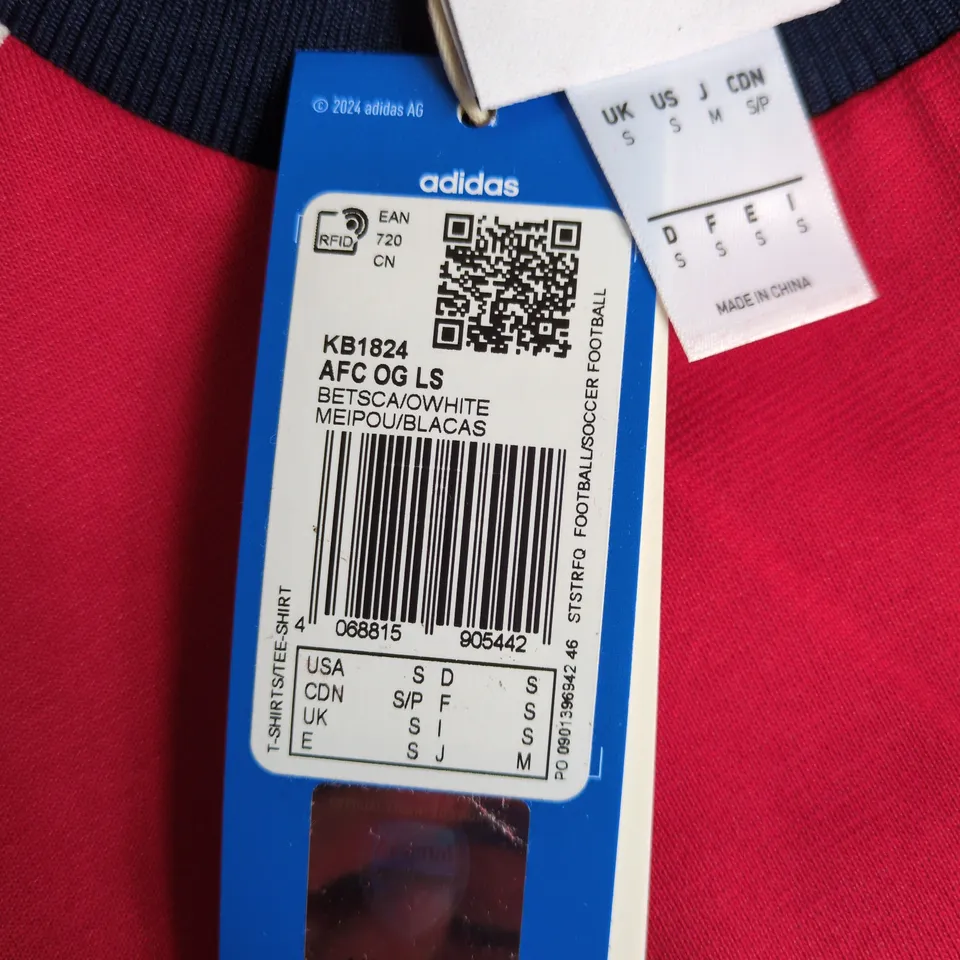 © 2024 adidas AG
adidas
RFID
EAN
720
CN
KB1824
AFC OG LS
BETSCA/OWHITE
MEIPOU/BLACAS
4 068815 905442
USA S D S
CDN S/P F S
UK S I S
E S J M
T-SHIRTS/TEE-SHIRT
PO 0901396942 46 STSTRFQ FOOTBALL/SOCCER FOOTBALL
UK US J CDN
S S M S/P
D F E I
S S S S
MADE IN CHINA